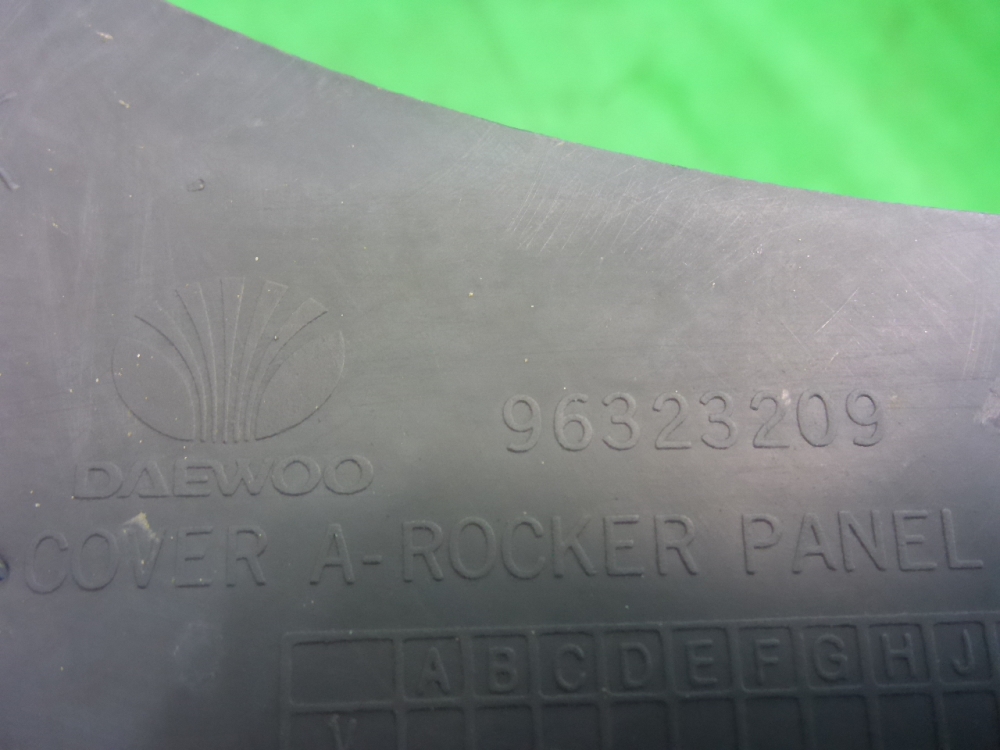 96323209
DAEWOO
COVER A-ROCKER PANEL
A B C D E F G H J